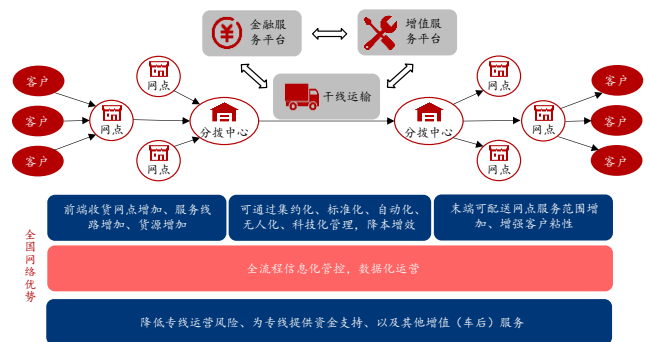 金融服
务平台
增值服
务平台
干线运输
客户
客户
客户
网点
网点
网点
分拨中心
分拨中心
网点
网点
网点
客户
客户
客户
全国网络优势
前端收货网点增加、服务线
路增加、货源增加
可通过集约化、标准化、自动化、
无人化、科技化管理，降本增效
末端可配送网点服务范围增
加、增强客户粘性
全流程信息化管控，数据化运营
降低专线运营风险、为专线提供资金支持、以及其他增值（车后）服务